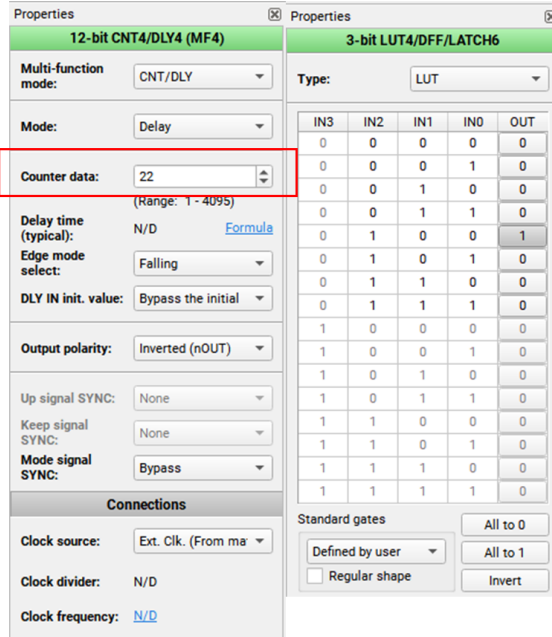 Properties
12-bit CNT4/DLY4 (MF4)
Multi-function
mode:
CNT/DLY
Mode:
Delay
Counter data:
22
(Range: 1 - 4095)
Delay time
(typical):
N/D
Formula
Edge mode
select:
Falling
DLY IN init. value:
Bypass the initial
Output polarity:
Inverted (nOUT)
Up signal SYNC:
None
Keep signal
SYNC:
None
Mode signal
SYNC:
Bypass
Connections
Clock source:
Ext. Clk. (From ma
Clock divider:
N/D
Clock frequency:
N/D
Properties
3-bit LUT4/DFF/LATCH6
Type:
LUT
IN3 IN2 IN1 IN0 OUT
0 0 0 0 0
0 0 0 1 0
0 0 1 0 0
0 0 1 1 0
0 1 0 0 1
0 1 0 1 0
0 1 1 0 0
0 1 1 1 0
1 0 0 0 0
1 0 0 1 0
1 0 1 0 0
1 0 1 1 0
1 1 0 0 0
1 1 0 1 0
1 1 1 0 0
1 1 1 1 0
Standard gates
All to 0
Defined by user
All to 1
Regular shape
Invert